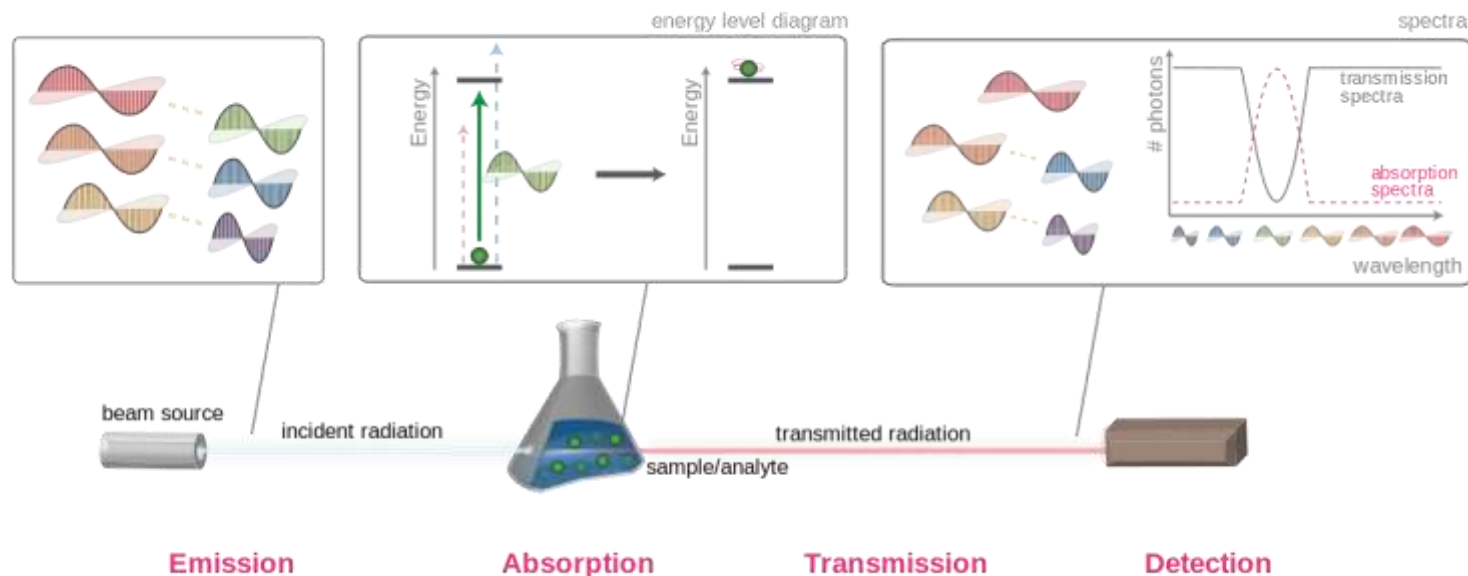 energy level diagram
spectra
Energy
Energy
# photons
transmission
spectra
absorption
spectra
wavelength
beam source
incident radiation
transmitted radiation
sample/analyte
Emission
Absorption
Transmission
Detection